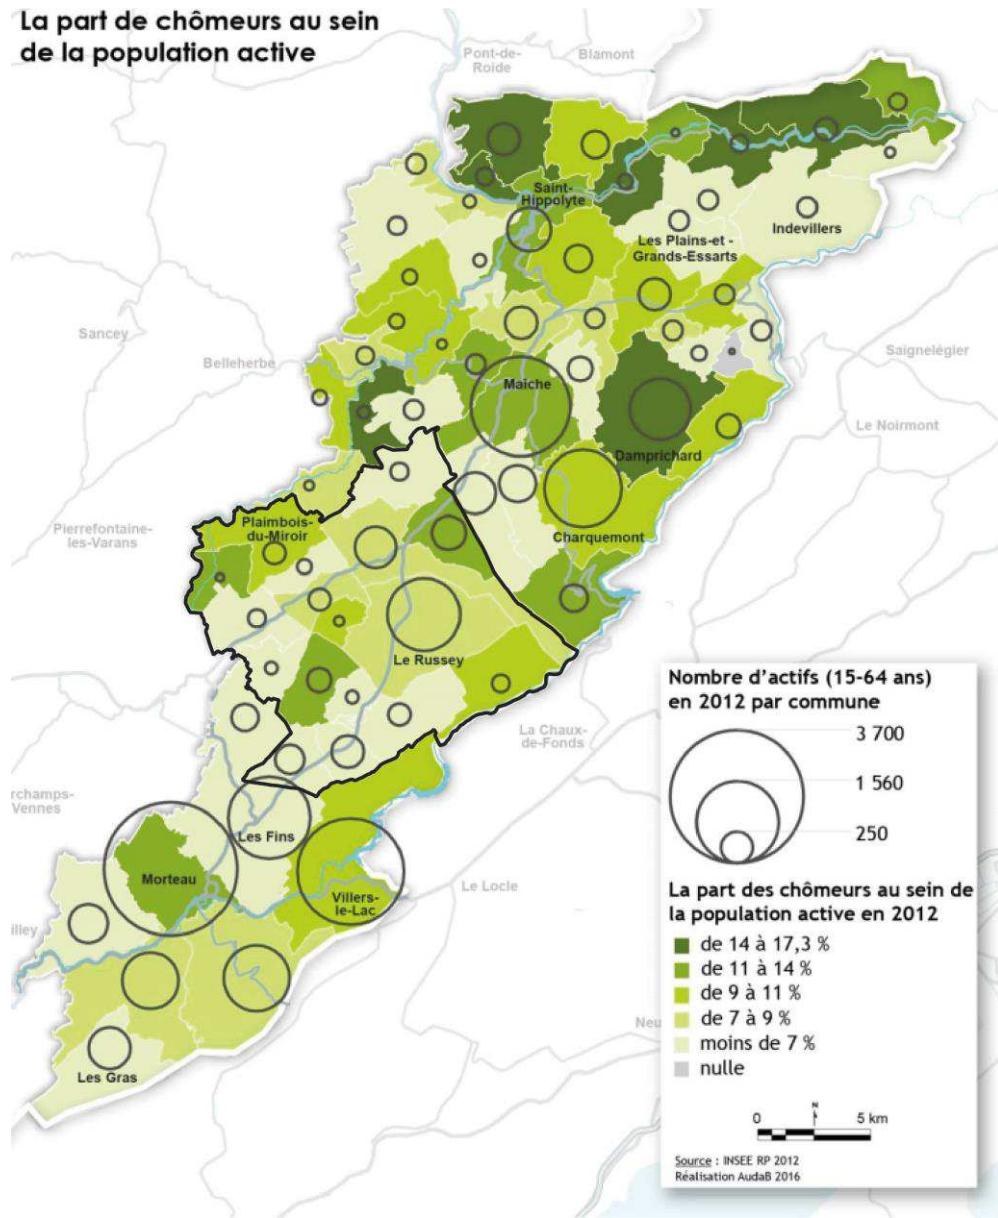 La part de chômeurs au sein
de la population active
Pont-de-
Roide
Blamont
Saint-
Hippolyte
Indevillers
Les Plains-et -
Grands-Essarts
Sancey
Belleherbe
Saignelégier
Maîche
Le Noirmont
Damprichard
Pierrefontaine-
les-Varans
Plaimbois-
du-Miroir
Charquemont
Le Russey
La Chaux-
de-Fonds
rchamps-
Vennes
Les Fins
Morteau
Villers-
le-Lac
Le Locle
illey
Neu
Les Gras
Nombre d'actifs (15-64 ans)
en 2012 par commune
3 700
1 560
250
La part des chômeurs au sein de
la population active en 2012
de 14 à 17,3 %
de 11 à 14 %
de 9 à 11 %
de 7 à 9 %
moins de 7 %
nulle
N
0 5 km
Source : INSEE RP 2012
Réalisation AudaB 2016